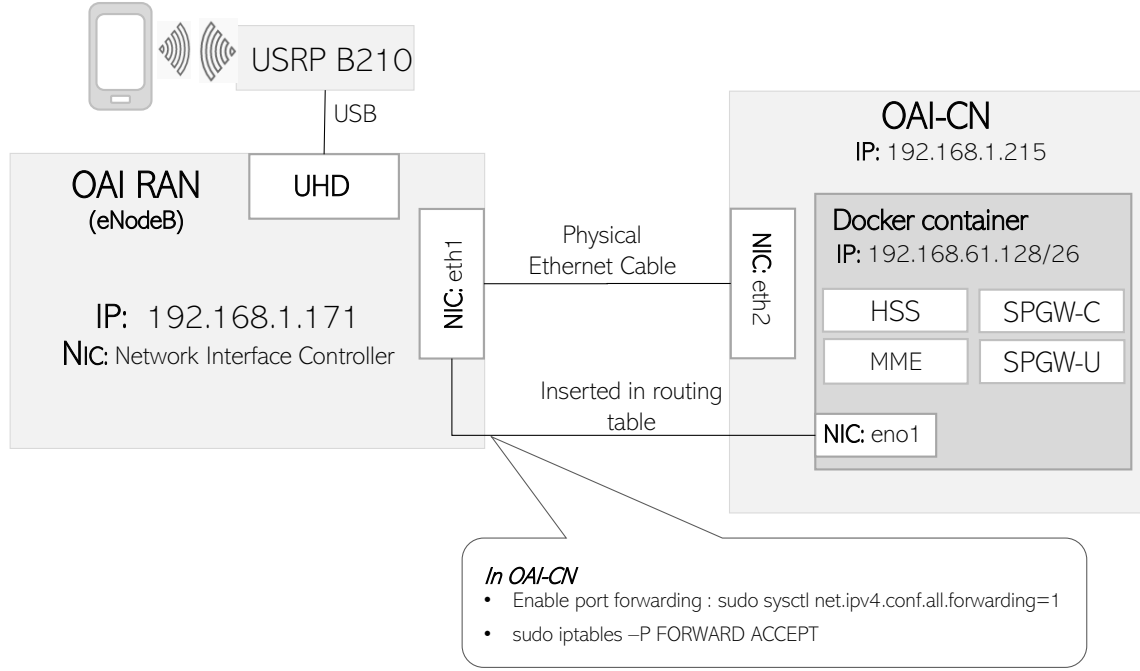 USRP B210
USB
OAI RAN
(eNodeB)
UHD
NIC: eth1
IP: 192.168.1.171
NIC: Network Interface Controller
Physical
Ethernet Cable
Inserted in routing
table
OAI-CN
IP: 192.168.1.215
NIC: eth2
Docker container
IP: 192.168.61.128/26
HSS
SPGW-C
MME
SPGW-U
NIC: eno1
In OAI-CN
• Enable port forwarding : sudo sysctl net.ipv4.conf.all.forwarding=1
• sudo iptables –P FORWARD ACCEPT